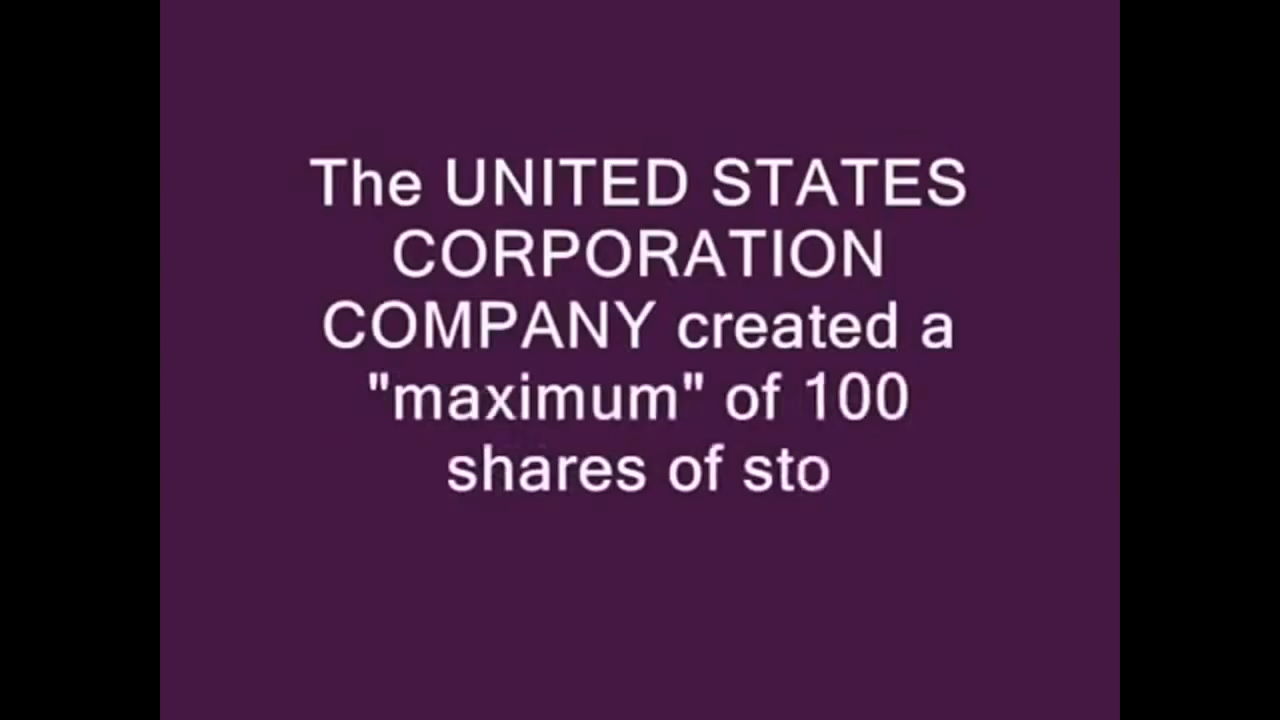 The UNITED STATES
CORPORATION
COMPANY created a
"maximum" of 100
shares of sto